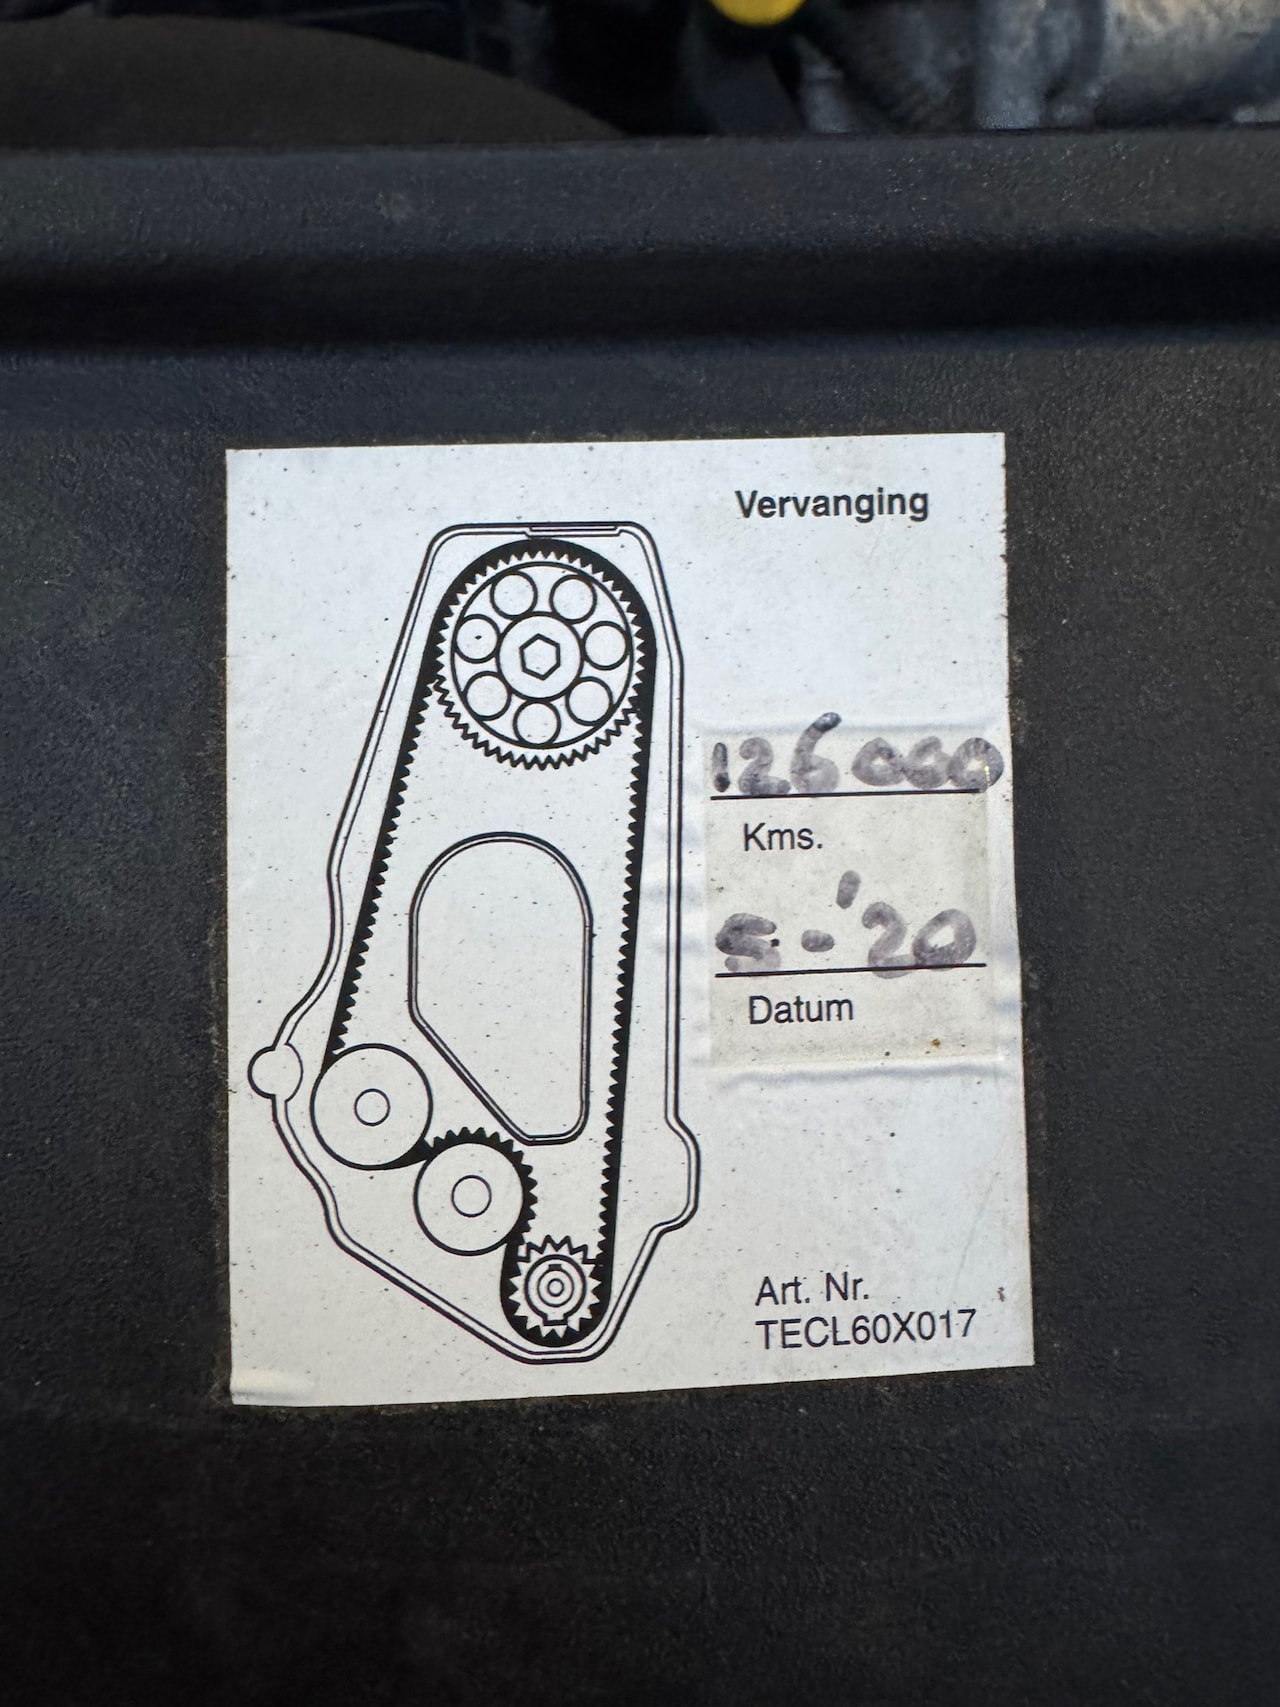 Vervanging
126000
Kms.
5-'20
Datum
Art. Nr.
TECL60X017